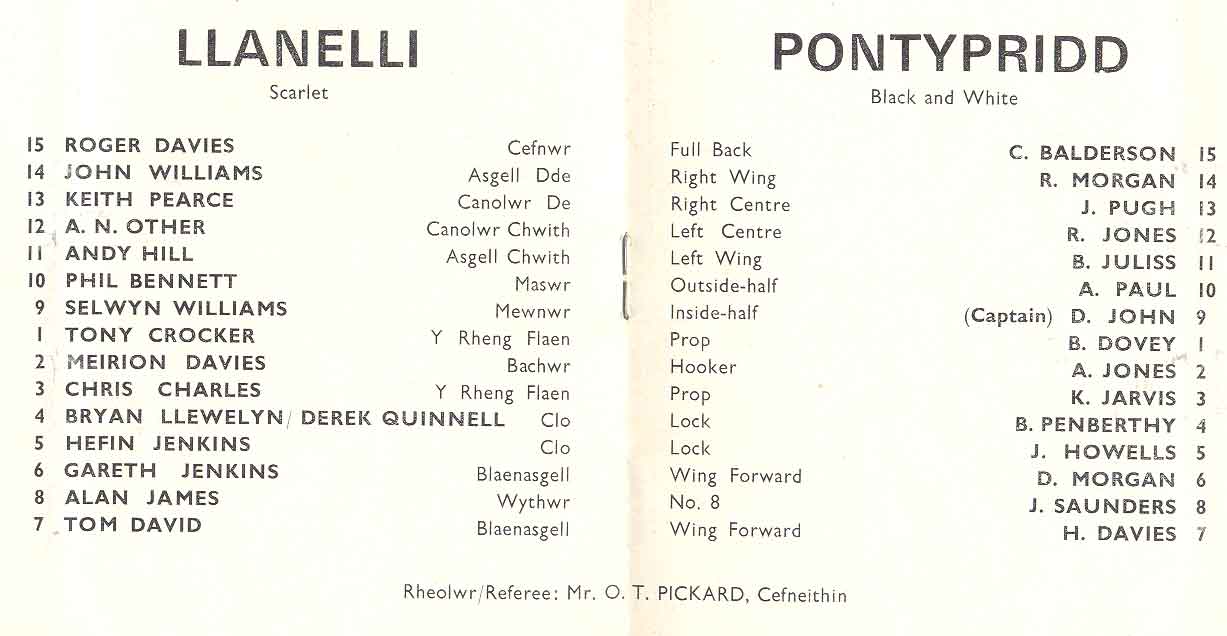 LLANELLI
Scarlet
15 ROGER DAVIES Cefnwr
14 JOHN WILLIAMS Asgell Dde
13 KEITH PEARCE Canolwr De
12 A. N. OTHER Canolwr Chwith
11 ANDY HILL Asgell Chwith
10 PHIL BENNETT Maswr
9 SELWYN WILLIAMS Mewnwr
1 TONY CROCKER Y Rheng Flaen
2 MEIRION DAVIES Bachwr
3 CHRIS CHARLES Y Rheng Flaen
4 BRYAN LLEWELYN/DEREK QUINNELL Clo
5 HEFIN JENKINS Clo
6 GARETH JENKINS Blaenasgell
8 ALAN JAMES Wythwr
7 TOM DAVID Blaenasgell
PONTYPRIDD
Black and White
Full Back C. BALDERSON 15
Right Wing R. MORGAN 14
Right Centre J. PUGH 13
Left Centre R. JONES 12
Left Wing B. JULISS 11
Outside-half A. PAUL 10
Inside-half (Captain) D. JOHN 9
Prop B. DOVEY 1
Hooker A. JONES 2
Prop K. JARVIS 3
Lock B. PENBERTHY 4
Lock J. HOWELLS 5
Wing Forward D. MORGAN 6
No. 8 J. SAUNDERS 8
Wing Forward H. DAVIES 7
Rheolwr/Referee: Mr. O. T. PICKARD, Cefneithin